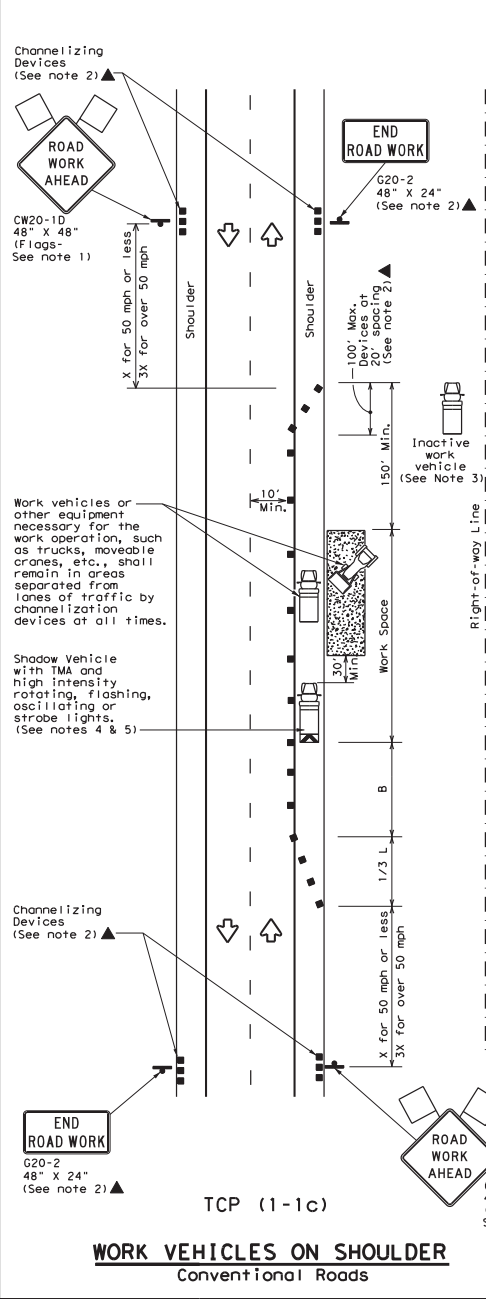 Channelizing
Devices
(See note 2)
ROAD
WORK
AHEAD
CW20-1D
48" X 48"
(Flags-
See note 1)
END
ROAD WORK
G20-2
48" X 24"
(See note 2)
X for 50 mph or less
3X for over 50 mph
Shoulder
Shoulder
100' Max.
Devices at
20' spacing
(See note 2)
150' Min.
Inactive
work
vehicle
(See Note 3)
Right-of-way Line
10'
Min.
Work vehicles or
other equipment
necessary for the
work operation, such
as trucks, moveable
cranes, etc., shall
remain in areas
separated from
lanes of traffic by
channelization
devices at all times.
30'
Min
Work Space
Shadow Vehicle
with TMA and
high intensity
rotating, flashing,
oscillating or
strobe lights.
(See notes 4 & 5)
B
1/3 L
Channelizing
Devices
(See note 2)
X for 50 mph or less
3X for over 50 mph
END
ROAD WORK
G20-2
48" X 24"
(See note 2)
ROAD
WORK
AHEAD
TCP (1-1c)
WORK VEHICLES ON SHOULDER
Conventional Roads